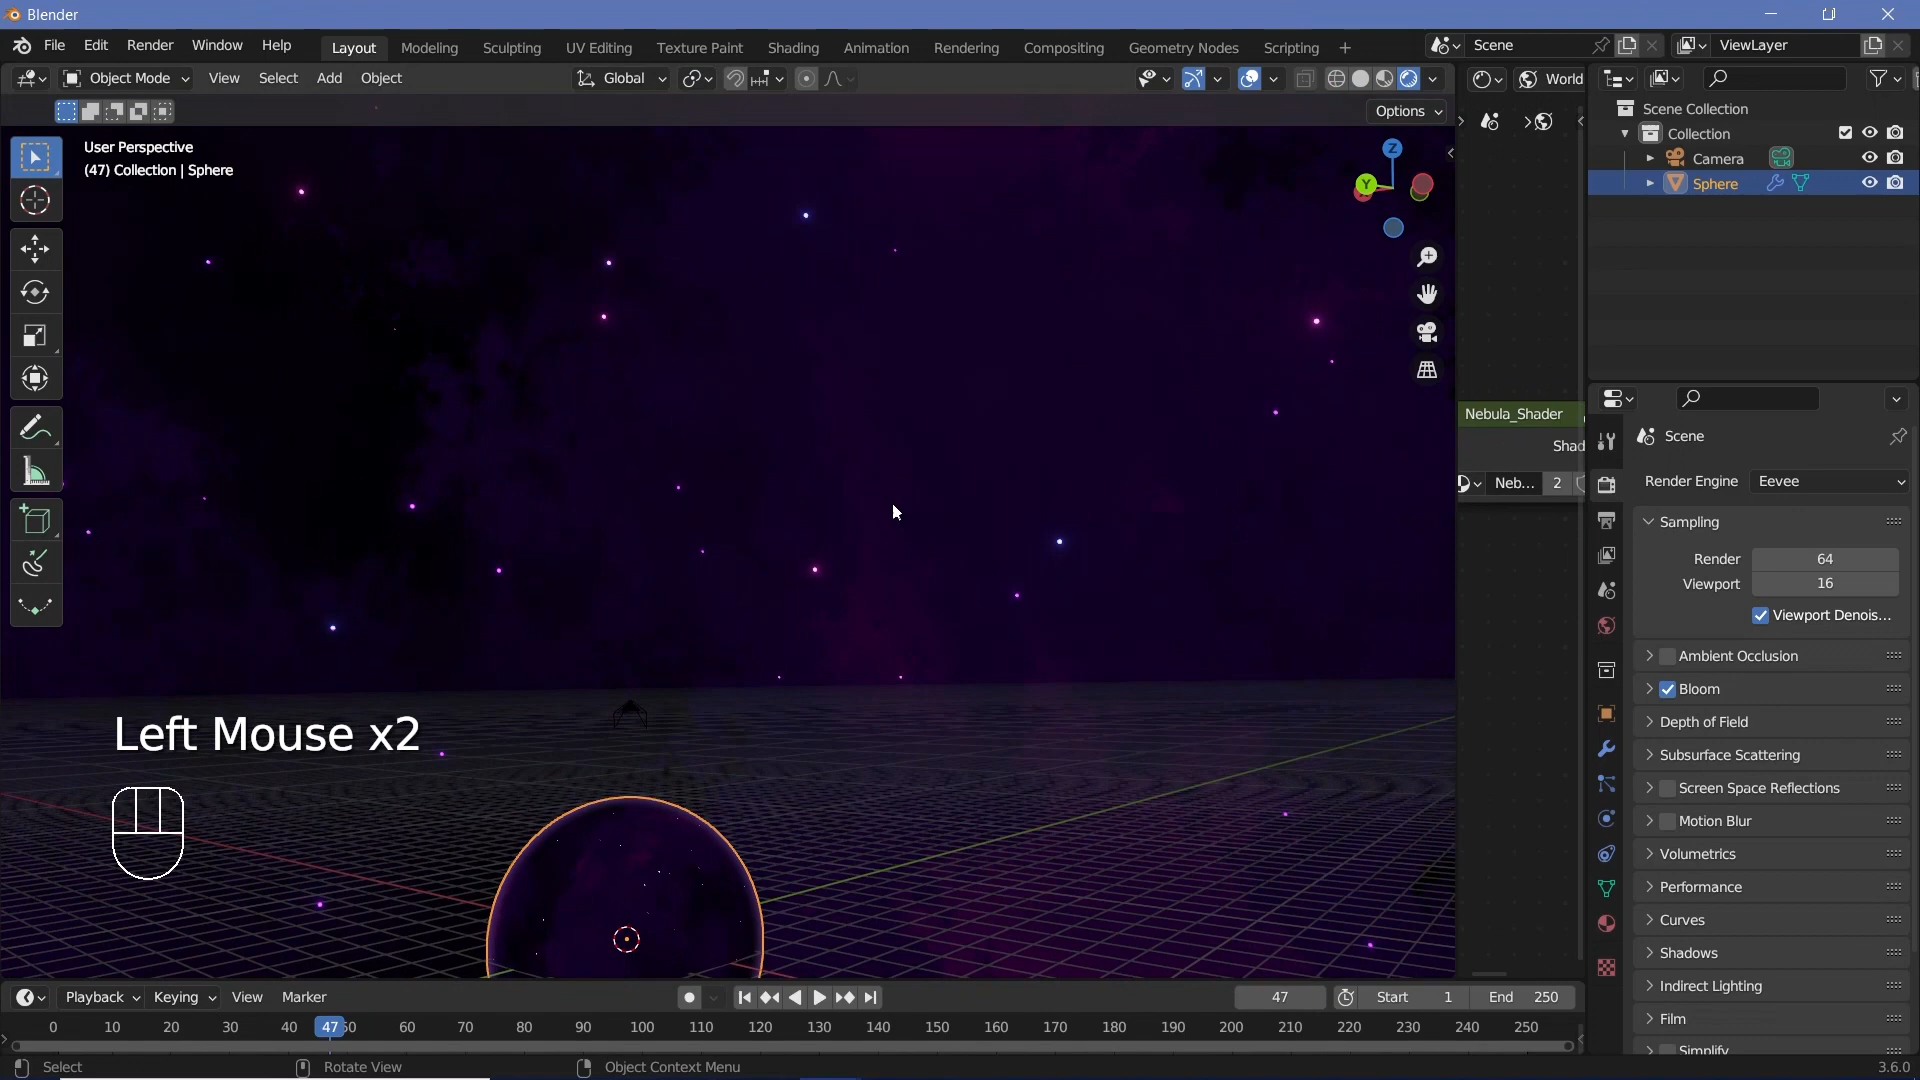 Blender
File Edit Render Window Help Layout Modeling Sculpting UV Editing Texture Paint Shading Animation Rendering Compositing Geometry Nodes Scripting + Scene ViewLayer
Object Mode View Select Add Object Global World
Options
User Perspective
(47) Collection | Sphere
Z
Y
Scene Collection
Collection
Camera
Sphere
Nebula_Shader
Shad
Neb... 2
Scene
Render Engine Eevee
Sampling
Render 64
Viewport 16
Viewport Denois...
Ambient Occlusion
Bloom
Depth of Field
Subsurface Scattering
Screen Space Reflections
Motion Blur
Volumetrics
Performance
Curves
Shadows
Indirect Lighting
Film
Simplify
Left Mouse x2
Playback Keying View Marker 47 Start 1 End 250
0 10 20 30 40 47 50 60 70 80 90 100 110 120 130 140 150 160 170 180 190 200 210 220 230 240 250
Select Rotate View Object Context Menu 3.6.0